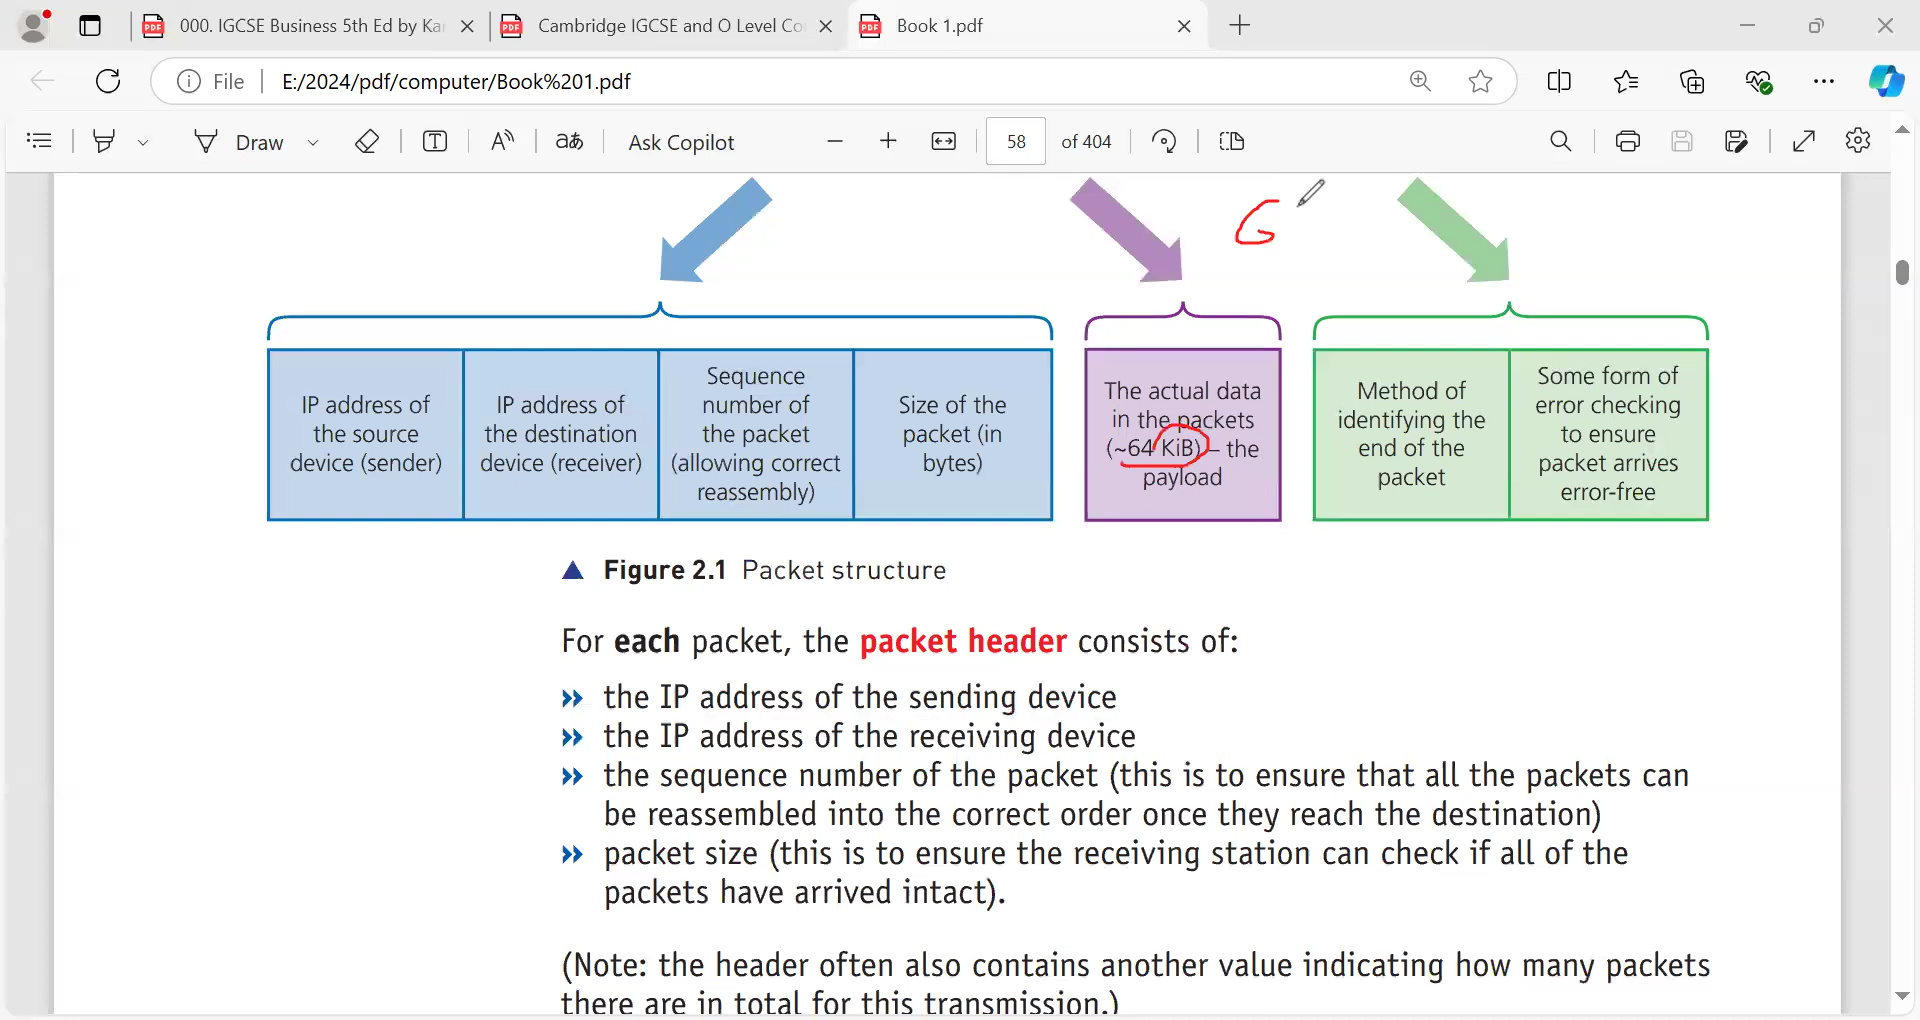 000. IGCSE Business 5th Ed by Kar
Cambridge IGCSE and O Level Co
Book 1.pdf
File
E:/2024/pdf/computer/Book%201.pdf
Draw
Ask Copilot
58
of 404
G
IP address of
the source
device (sender)
IP address of
the destination
device (receiver)
Sequence
number of
the packet
(allowing correct
reassembly)
Size of the
packet (in
bytes)
The actual data
in the packets
(~64 KiB) – the
payload
Method of
identifying the
end of the
packet
Some form of
error checking
to ensure
packet arrives
error-free
▲ Figure 2.1 Packet structure
For each packet, the packet header consists of:
» the IP address of the sending device
» the IP address of the receiving device
» the sequence number of the packet (this is to ensure that all the packets can
be reassembled into the correct order once they reach the destination)
» packet size (this is to ensure the receiving station can check if all of the
packets have arrived intact).
(Note: the header often also contains another value indicating how many packets
there are in total for this transmission.)